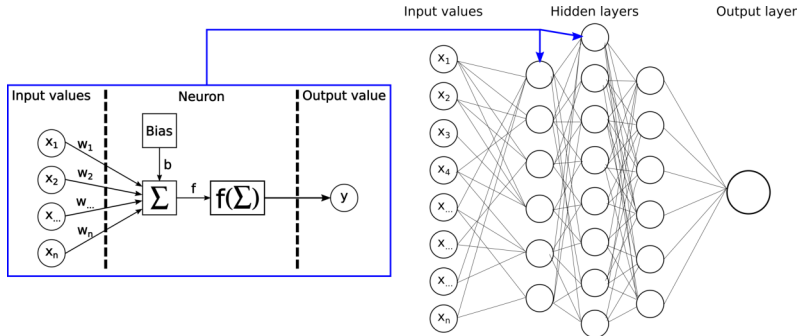 Input values
Hidden layers
Output layer
x1
x2
x3
x4
x...
x...
x...
xn
Input values
Neuron
Output value
Bias
b
x1
x2
x...
xn
w1
w2
w...
wn
Σ
f
f(Σ)
y